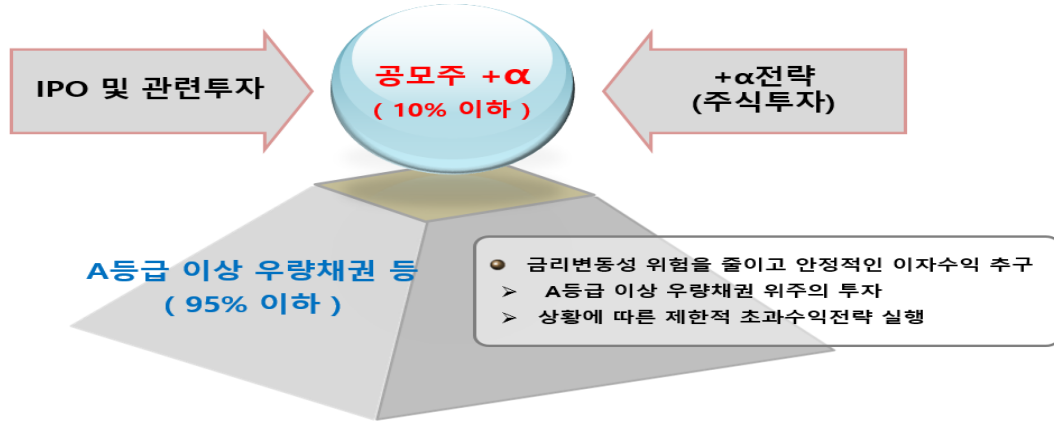 IPO 및 관련투자
공모주 +α
( 10% 이하 )
+α전략
(주식투자)
A등급 이상 우량채권 등
( 95% 이하 )
● 금리변동성 위험을 줄이고 안정적인 이자수익 추구
➢ A등급 이상 우량채권 위주의 투자
➢ 상황에 따른 제한적 초과수익전략 실행